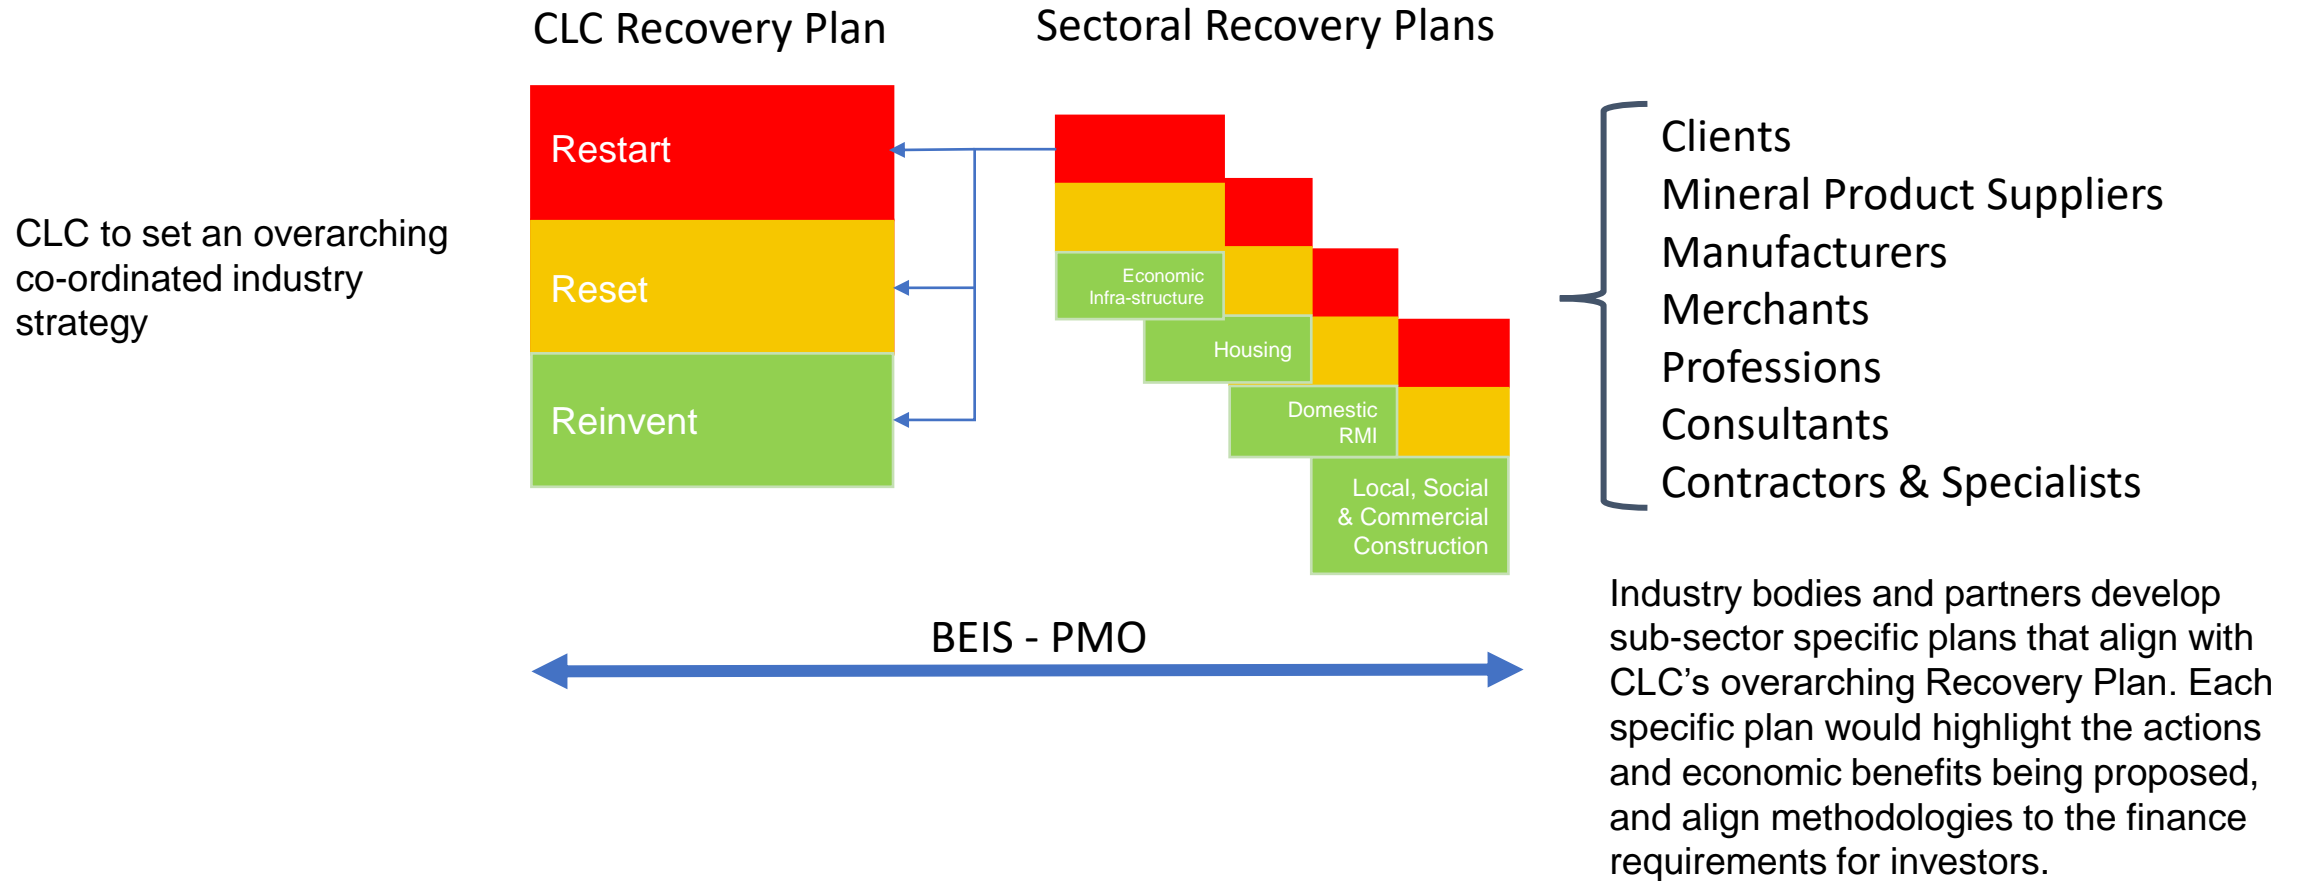 CLC Recovery Plan
Sectoral Recovery Plans
CLC to set an overarching
co-ordinated industry
strategy
Restart
Reset
Reinvent
Economic
Infra-structure
Housing
Domestic
RMI
Local, Social
& Commercial
Construction
Clients
Mineral Product Suppliers
Manufacturers
Merchants
Professions
Consultants
Contractors & Specialists
BEIS - PMO
Industry bodies and partners develop
sub-sector specific plans that align with
CLC’s overarching Recovery Plan. Each
specific plan would highlight the actions
and economic benefits being proposed,
and align methodologies to the finance
requirements for investors.